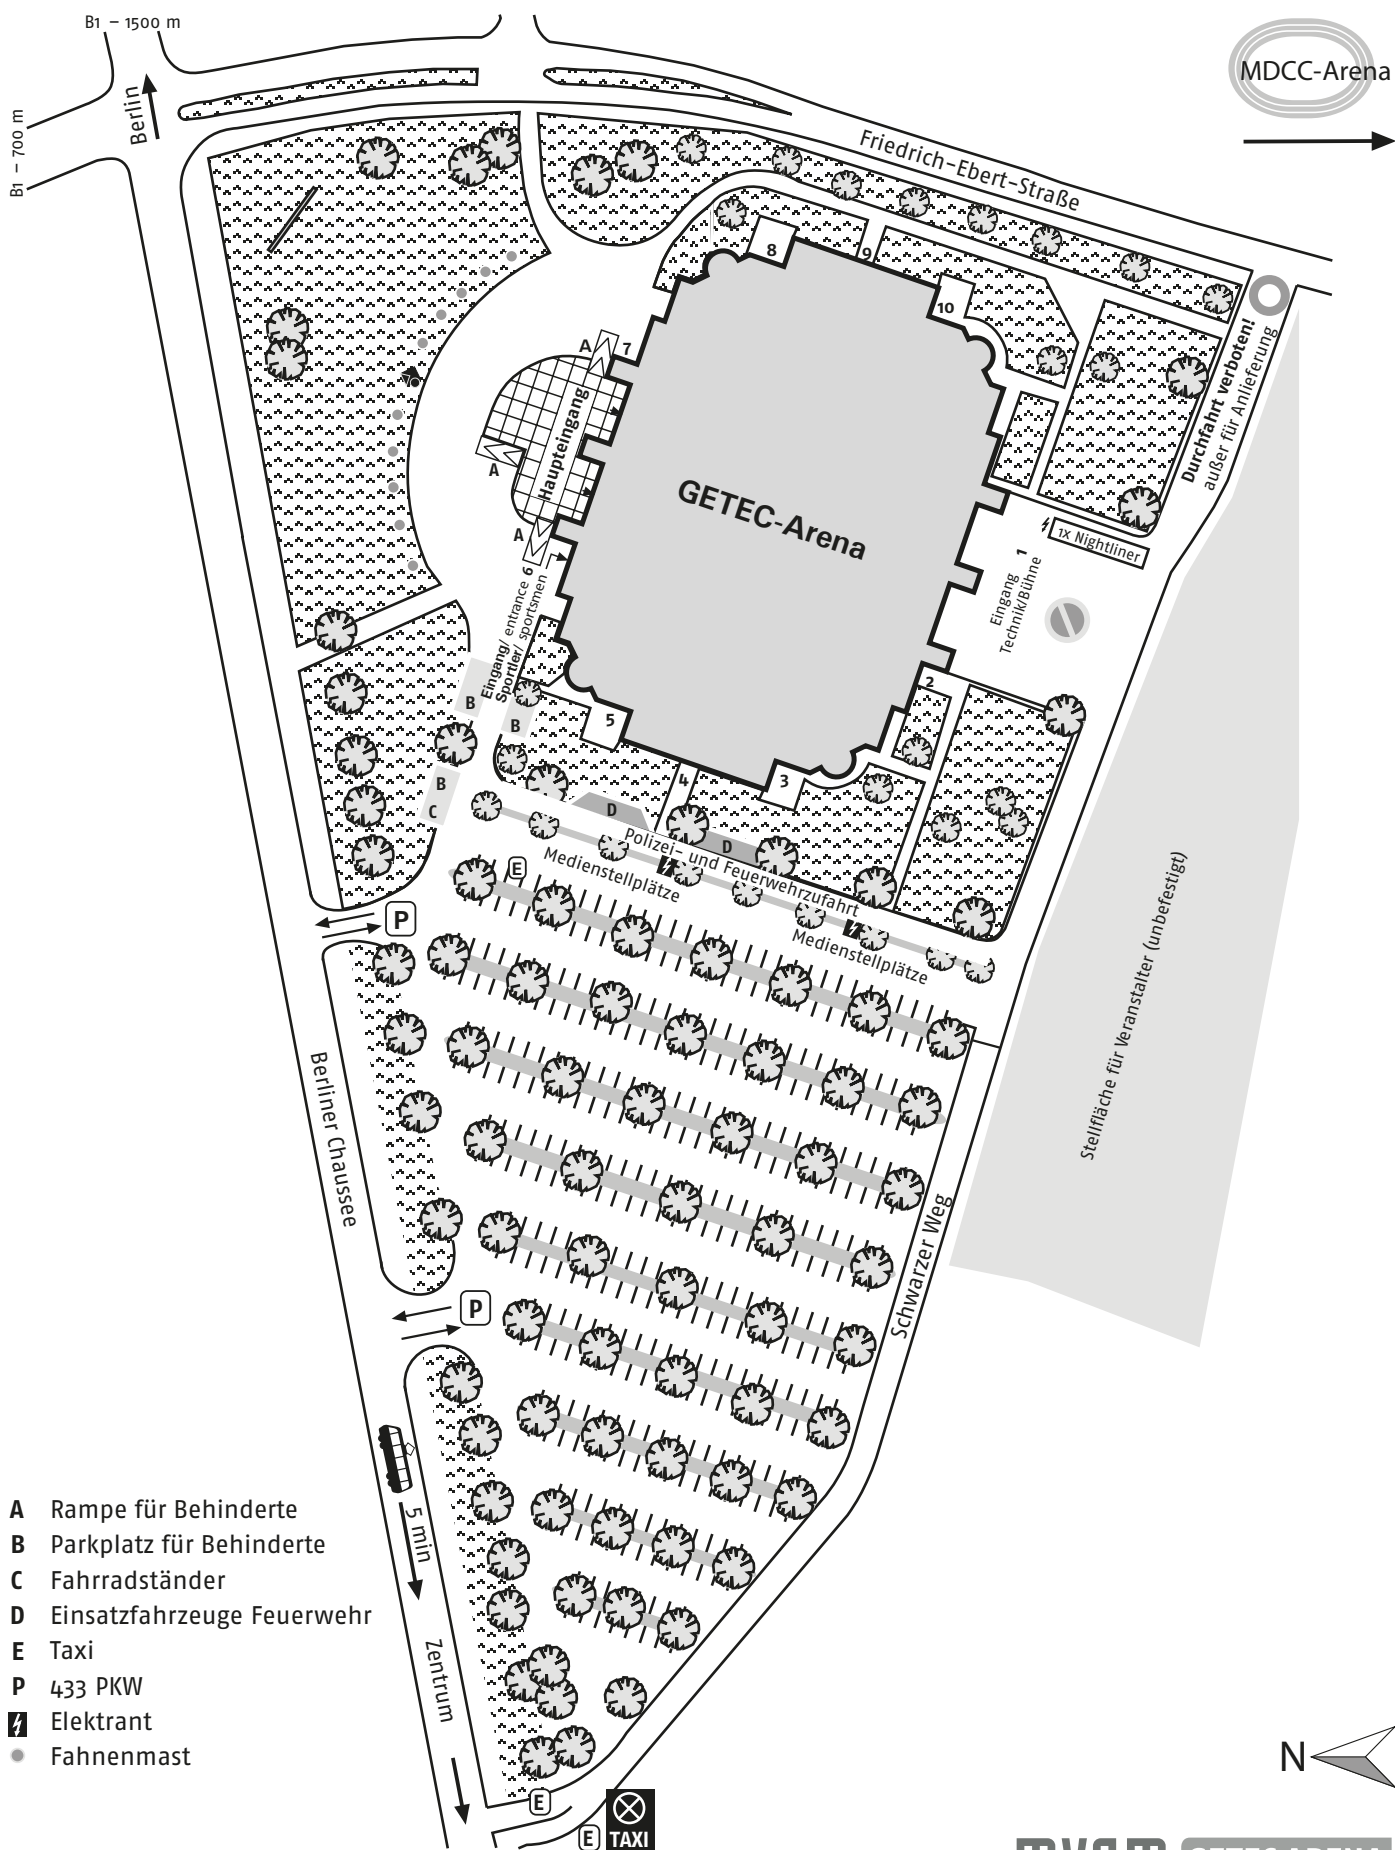 B1 – 1500 m
B1 – 700 m
Berlin
MDCC-Arena
Friedrich-Ebert-Straße
8
9
10
A
7
Haupteingang
A
A
GETEC-Arena
Durchfahrt verboten!
außer für Anlieferung
1x Nightliner
Eingang 1
Technik/Bühne
Eingang/ entrance 6
Sportler/ sportsmen
B
B
B
C
5
4
3
2
D
D
Polizei- und Feuerwehrzufahrt
Medienstellplätze
Medienstellplätze
E
P
Stellfläche für Veranstalter (unbefestigt)
Berliner Chaussee
Schwarzer Weg
P
5 min
Zentrum
A Rampe für Behinderte
B Parkplatz für Behinderte
C Fahrradständer
D Einsatzfahrzeuge Feuerwehr
E Taxi
P 433 PKW
Elektrant
Fahnenmast
N
E
E
TAXI